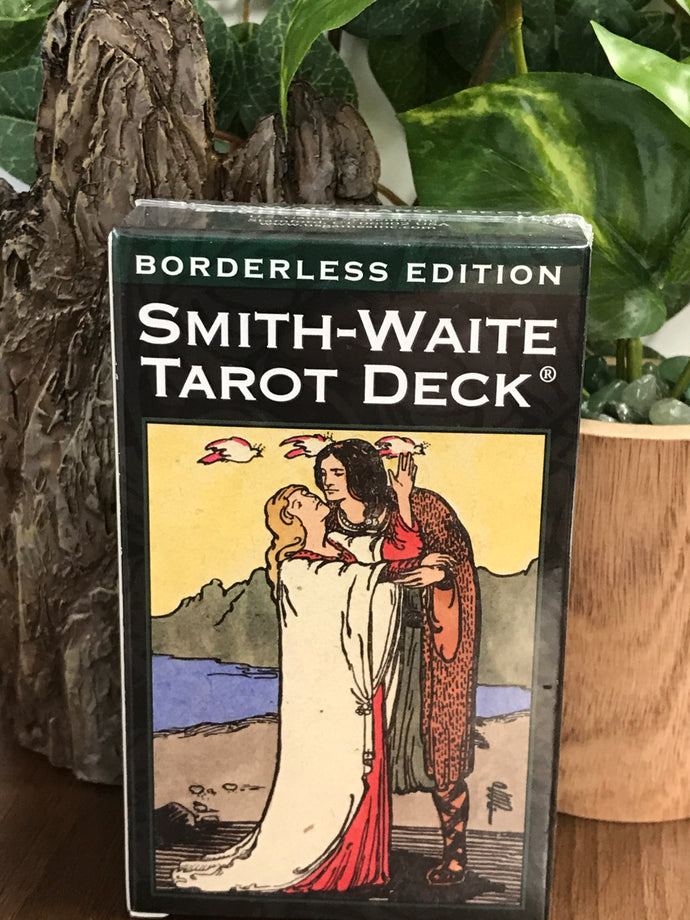 BORDERLESS EDITION
SMITH-WAITE
TAROT DECK®